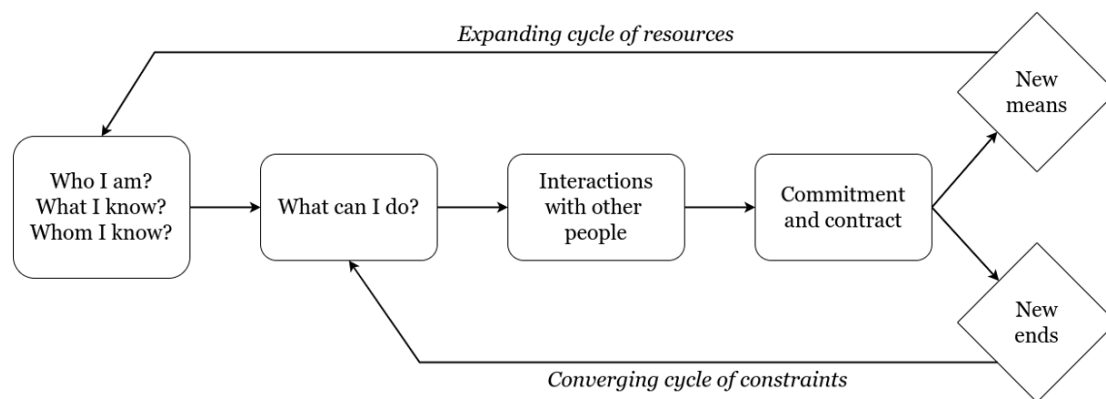 Expanding cycle of resources
New
means
Who I am?
What I know?
Whom I know?
What can I do?
Interactions
with other
people
Commitment
and contract
New
ends
Converging cycle of constraints